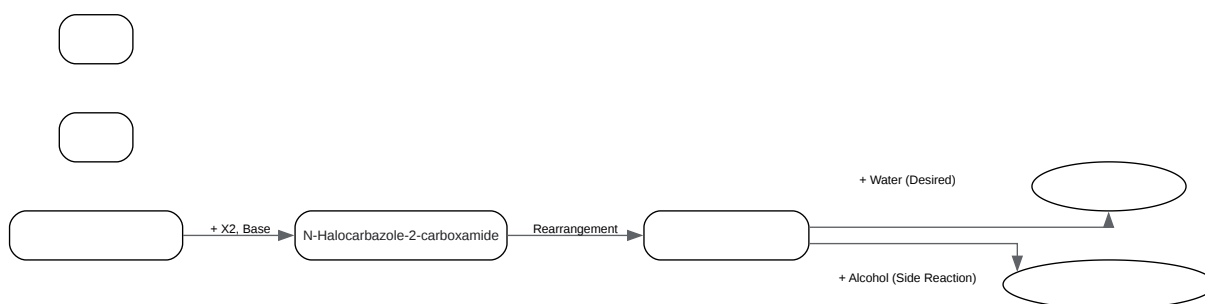 + Water (Desired)
+ X2, Base
N-Halocarbazole-2-carboxamide
Rearrangement
+ Alcohol (Side Reaction)